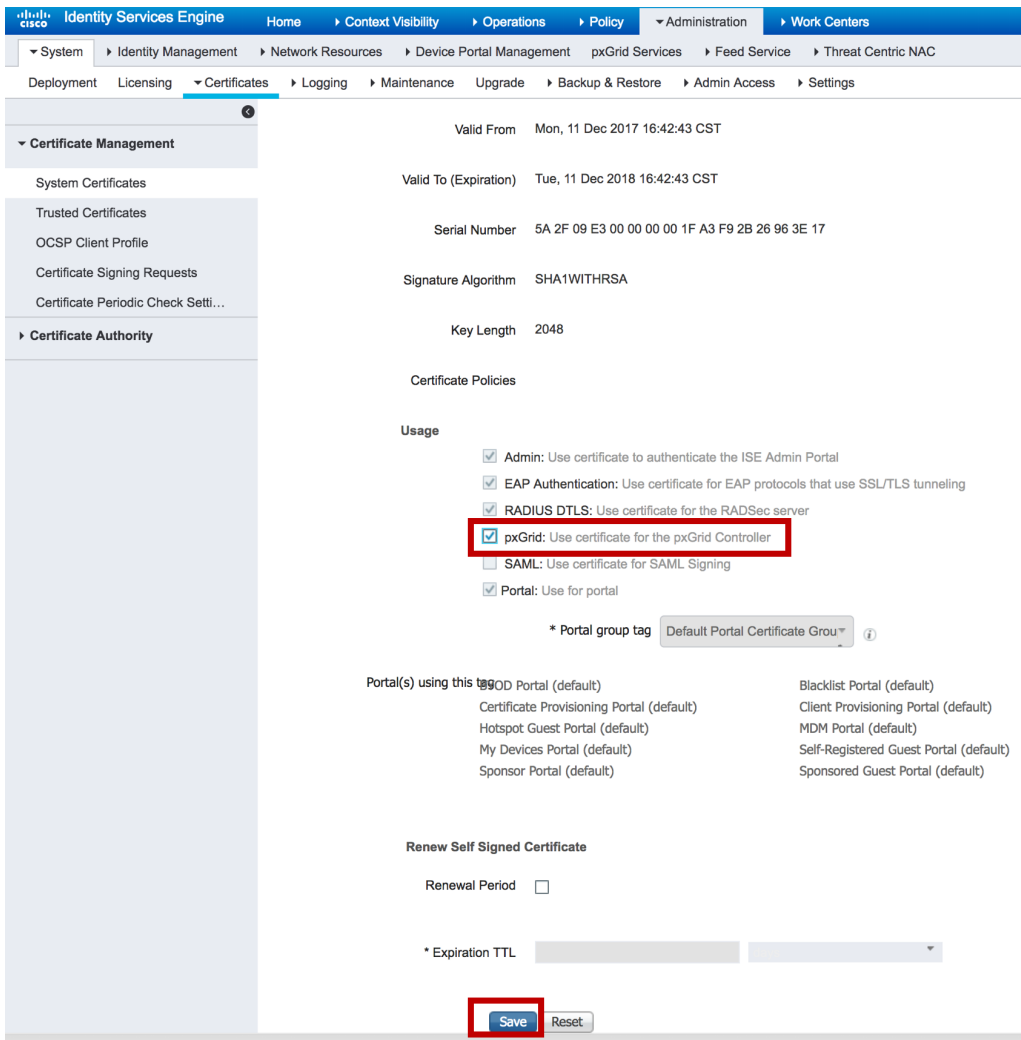 cisco Identity Services Engine Home Context Visibility Operations Policy Administration Work Centers
System Identity Management Network Resources Device Portal Management pxGrid Services Feed Service Threat Centric NAC
Deployment Licensing Certificates Logging Maintenance Upgrade Backup & Restore Admin Access Settings
Certificate Management
System Certificates
Trusted Certificates
OCSP Client Profile
Certificate Signing Requests
Certificate Periodic Check Setti...
Certificate Authority
Valid From Mon, 11 Dec 2017 16:42:43 CST
Valid To (Expiration) Tue, 11 Dec 2018 16:42:43 CST
Serial Number 5A 2F 09 E3 00 00 00 00 1F A3 F9 2B 26 96 3E 17
Signature Algorithm SHA1WITHRSA
Key Length 2048
Certificate Policies
Usage
Admin: Use certificate to authenticate the ISE Admin Portal
EAP Authentication: Use certificate for EAP protocols that use SSL/TLS tunneling
RADIUS DTLS: Use certificate for the RADSec server
pxGrid: Use certificate for the pxGrid Controller
SAML: Use certificate for SAML Signing
Portal: Use for portal
* Portal group tag Default Portal Certificate Grou
Portal(s) using this tag BYOD Portal (default) Blacklist Portal (default)
Certificate Provisioning Portal (default) Client Provisioning Portal (default)
Hotspot Guest Portal (default) MDM Portal (default)
My Devices Portal (default) Self-Registered Guest Portal (default)
Sponsor Portal (default) Sponsored Guest Portal (default)
Renew Self Signed Certificate
Renewal Period
* Expiration TTL
Save Reset